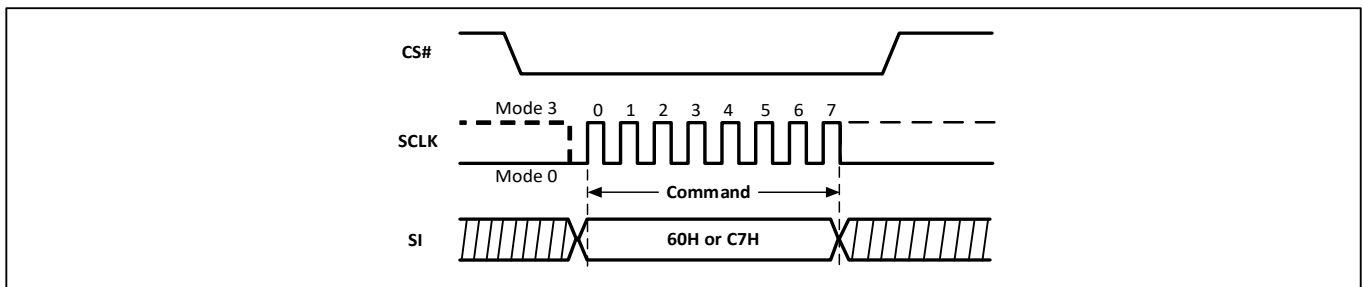 CS#
Mode 3
0 1 2 3 4 5 6 7
SCLK
Mode 0
Command
SI
60H or C7H